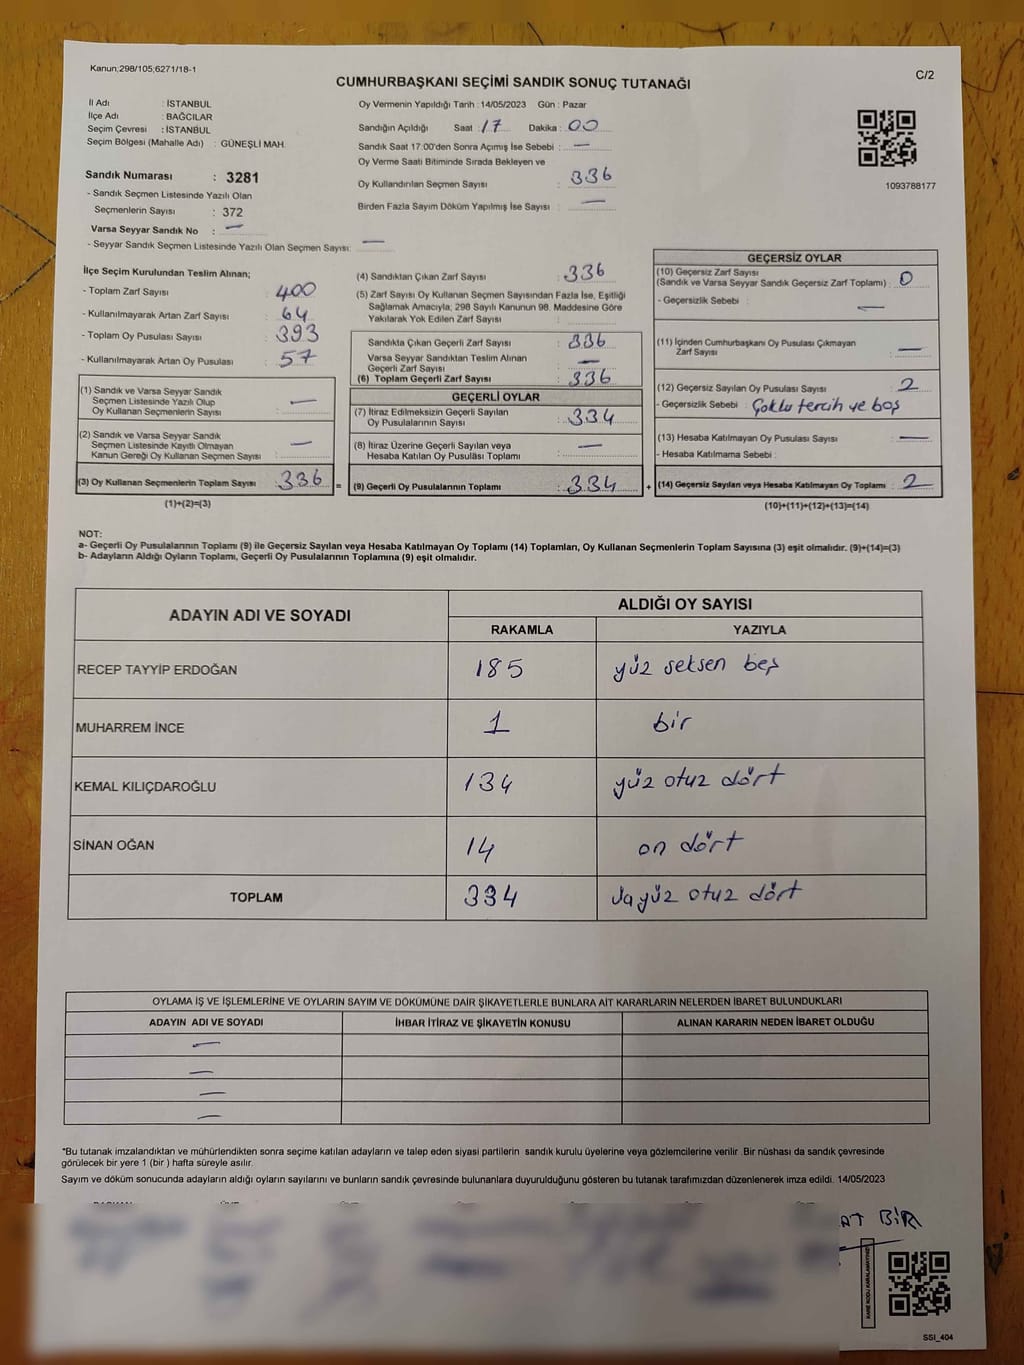 Kanun;298/105;6271/18-1
C/2
CUMHURBAŞKANI SEÇİMİ SANDIK SONUÇ TUTANAĞI
İl Adı : İSTANBUL
İlçe Adı : BAĞCILAR
Seçim Çevresi : İSTANBUL
Seçim Bölgesi (Mahalle Adı) : GÜNEŞLİ MAH.
Sandık Numarası : 3281
- Sandık Seçmen Listesinde Yazılı Olan
Seçmenlerin Sayısı : 372
Varsa Seyyar Sandık No : —
- Seyyar Sandık Seçmen Listesinde Yazılı Olan Seçmen Sayısı: —
Oy Vermenin Yapıldığı Tarih : 14/05/2023 Gün : Pazar
Sandığın Açıldığı Saat : 17 Dakika : 00
Sandık Saat 17:00'den Sonra Açımış İse Sebebi : —
Oy Verme Saati Bitiminde Sırada Bekleyen ve
Oy Kullandırılan Seçmen Sayısı : 336
Birden Fazla Sayım Döküm Yapılmış İse Sayısı : —
1093788177
İlçe Seçim Kurulundan Teslim Alınan;
- Toplam Zarf Sayısı : 400
- Kullanılmayarak Artan Zarf Sayısı : 64
- Toplam Oy Pusulası Sayısı : 393
- Kullanılmayarak Artan Oy Pusulası : 57
(1) Sandık ve Varsa Seyyar Sandık
Seçmen Listesinde Yazılı Olup
Oy Kullanan Seçmenlerin Sayısı : —
(2) Sandık ve Varsa Seyyar Sandık
Seçmen Listesinde Kayıtlı Olmayan
Kanun Gereği Oy Kullanan Seçmen Sayısı : —
(3) Oy Kullanan Seçmenlerin Toplam Sayısı : 336 =
(1)+(2)=(3)
(4) Sandıktan Çıkan Zarf Sayısı : 336
(5) Zarf Sayısı Oy Kullanan Seçmen Sayısından Fazla İse, Eşitliği
Sağlamak Amacıyla, 298 Sayılı Kanunun 98. Maddesine Göre
Yakılarak Yok Edilen Zarf Sayısı :
Sandıkta Çıkan Geçerli Zarf Sayısı : 336
Varsa Seyyar Sandıktan Teslim Alınan
Geçerli Zarf Sayısı : —
(6) Toplam Geçerli Zarf Sayısı : 336
GEÇERLİ OYLAR
(7) İtiraz Edilmeksizin Geçerli Sayılan
Oy Pusulalarının Sayısı : 334
(8) İtiraz Üzerine Geçerli Sayılan veya
Hesaba Katılan Oy Pusulası Toplamı : —
(9) Geçerli Oy Pusulalarının Toplamı : 334 +
GEÇERSİZ OYLAR
(10) Geçersiz Zarf Sayısı
(Sandık ve Varsa Seyyar Sandık Geçersiz Zarf Toplamı) : 0
- Geçersizlik Sebebi : —
(11) İçinden Cumhurbaşkanı Oy Pusulası Çıkmayan
Zarf Sayısı : —
(12) Geçersiz Sayılan Oy Pusulası Sayısı : 2
- Geçersizlik Sebebi : Çoklu tercih ve boş
(13) Hesaba Katılmayan Oy Pusulası Sayısı : —
- Hesaba Katılmama Sebebi :
(14) Geçersiz Sayılan veya Hesaba Katılmayan Oy Toplamı : 2
(10)+(11)+(12)+(13)=(14)
NOT:
a- Geçerli Oy Pusulalarının Toplamı (9) ile Geçersiz Sayılan veya Hesaba Katılmayan Oy Toplamı (14) Toplamları, Oy Kullanan Seçmenlerin Toplam Sayısına (3) eşit olmalıdır. (9)+(14)=(3)
b- Adayların Aldığı Oyların Toplamı, Geçerli Oy Pusulalarının Toplamına (9) eşit olmalıdır.
ADAYIN ADI VE SOYADI
ALDIĞI OY SAYISI
RAKAMLA YAZIYLA
RECEP TAYYİP ERDOĞAN 185 yüz seksen beş
MUHARREM İNCE 1 bir
KEMAL KILIÇDAROĞLU 134 yüz otuz dört
SİNAN OĞAN 14 on dört
TOPLAM 334 üçyüz otuz dört
OYLAMA İŞ VE İŞLEMLERİNE VE OYLARIN SAYIM VE DÖKÜMÜNE DAİR ŞİKAYETLERLE BUNLARA AİT KARARLARIN NELERDEN İBARET BULUNDUKLARI
ADAYIN ADI VE SOYADI İHBAR İTİRAZ VE ŞİKAYETİN KONUSU ALINAN KARARIN NEDEN İBARET OLDUĞU
—
—
—
—
*Bu tutanak imzalandıktan ve mühürlendikten sonra seçime katılan adayların ve talep eden siyasi partilerin sandık kurulu üyelerine veya gözlemcilerine verilir. Bir nüshası da sandık çevresinde
görülecek bir yere 1 (bir ) hafta süreyle asılır.
Sayım ve döküm sonucunda adayların aldığı oyların sayılarını ve bunların sandık çevresinde bulunanlara duyurulduğunu gösteren bu tutanak tarafımızdan düzenlenerek imza edildi. 14/05/2023
AT BİR
KARE KODU KARALAMAYINIZ
SSI_404